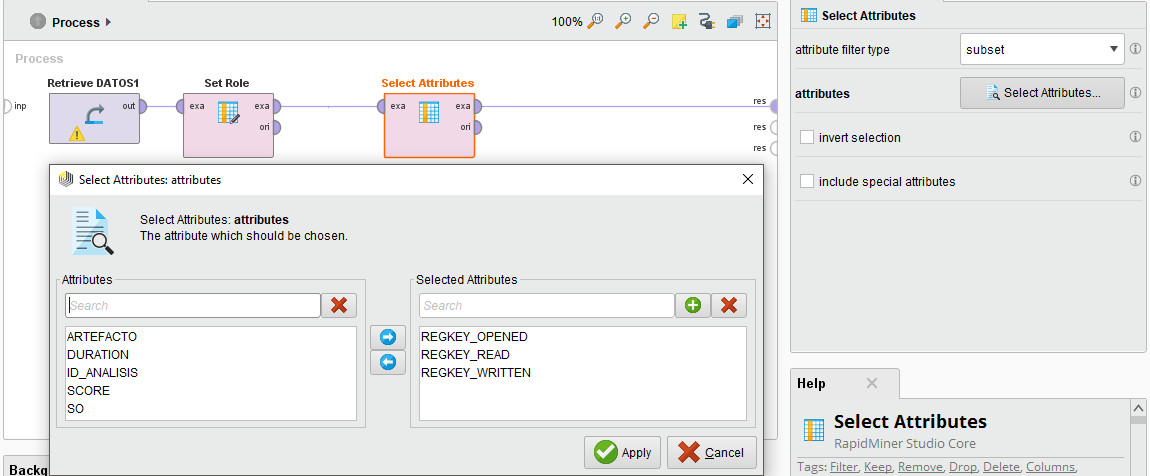 Process
100%
Process
Retrieve DATOS1
Set Role
Select Attributes
inp
out
exa
exa
ori
exa
exa
ori
res
res
res
Select Attributes: attributes
Select Attributes: attributes
The attribute which should be chosen.
Attributes
Selected Attributes
Search
Search
ARTEFACTO
DURATION
ID_ANALISIS
SCORE
SO
REGKEY_OPENED
REGKEY_READ
REGKEY_WRITTEN
Apply
Cancel
Select Attributes
attribute filter type
subset
attributes
Select Attributes...
invert selection
include special attributes
Help
Select Attributes
RapidMiner Studio Core
Tags: Filter, Keep, Remove, Drop, Delete, Columns,